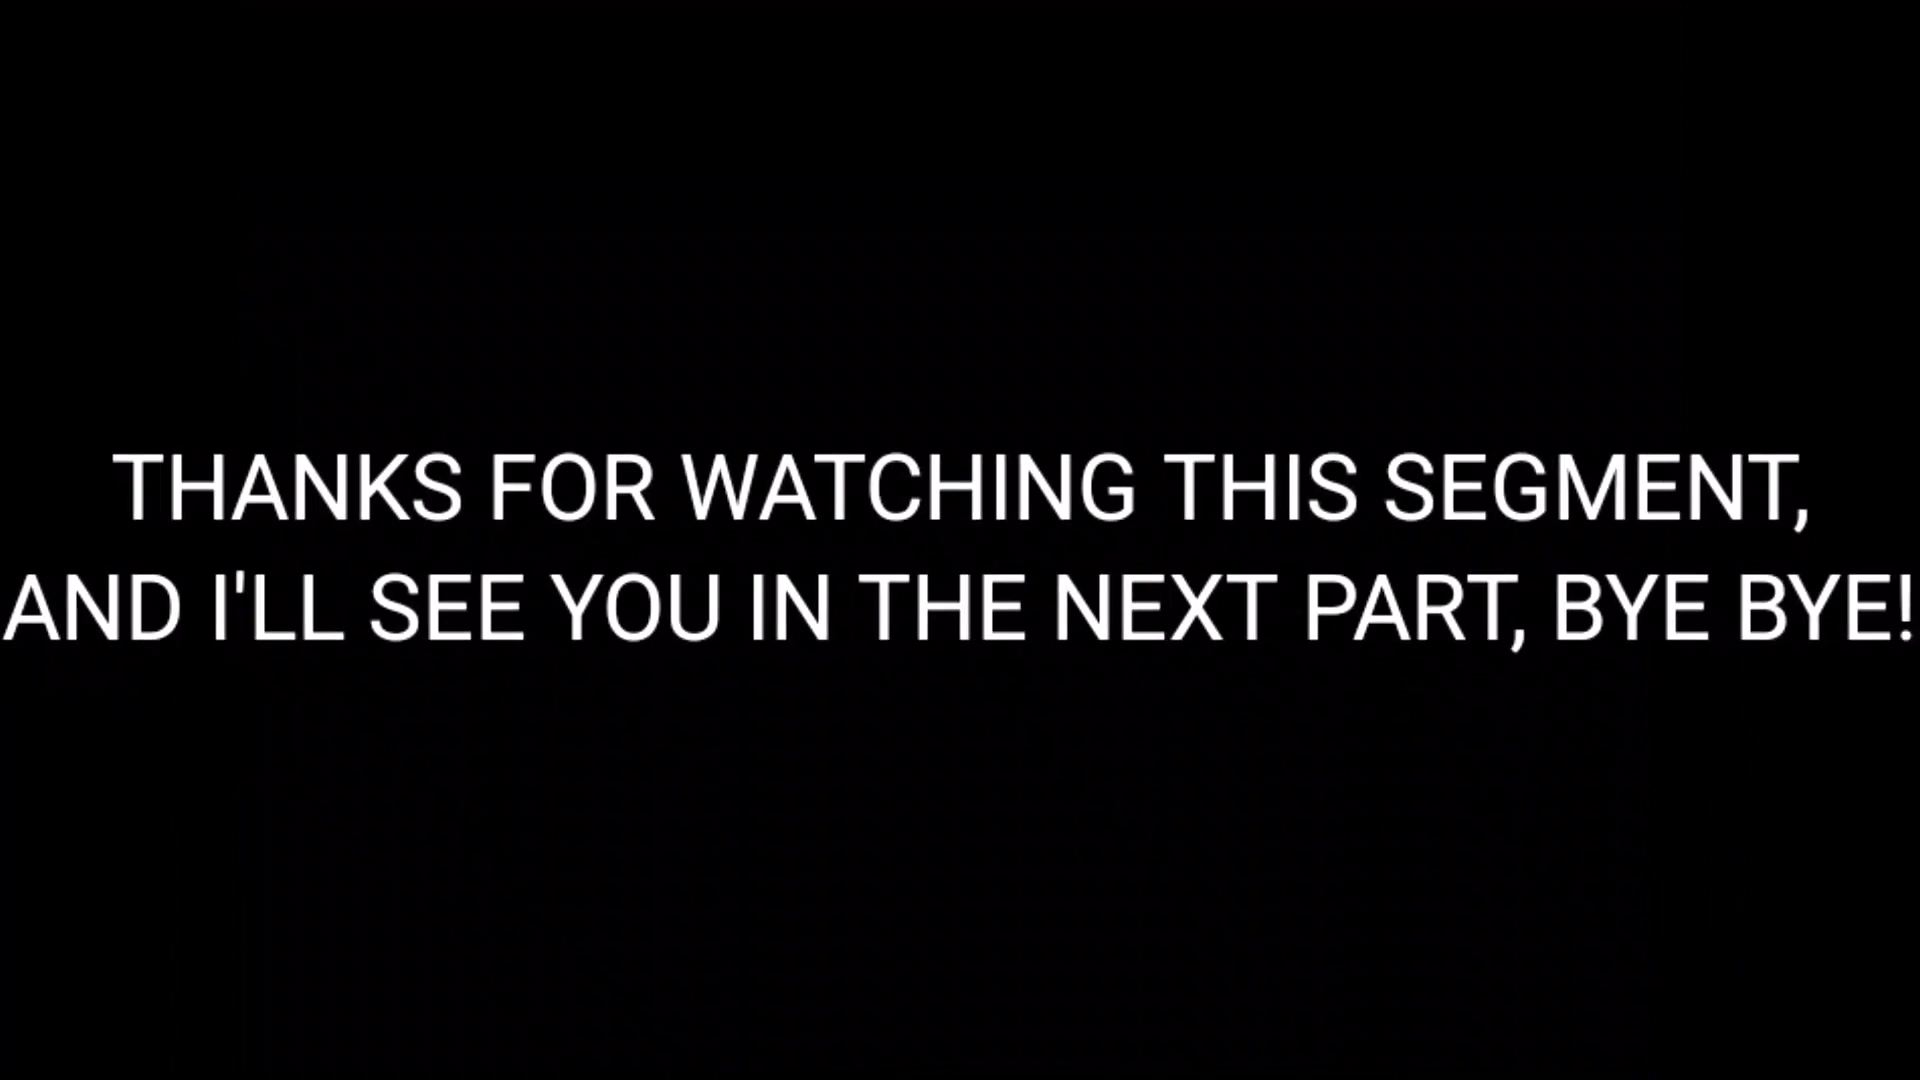 THANKS FOR WATCHING THIS SEGMENT,
AND I'LL SEE YOU IN THE NEXT PART, BYE BYE!